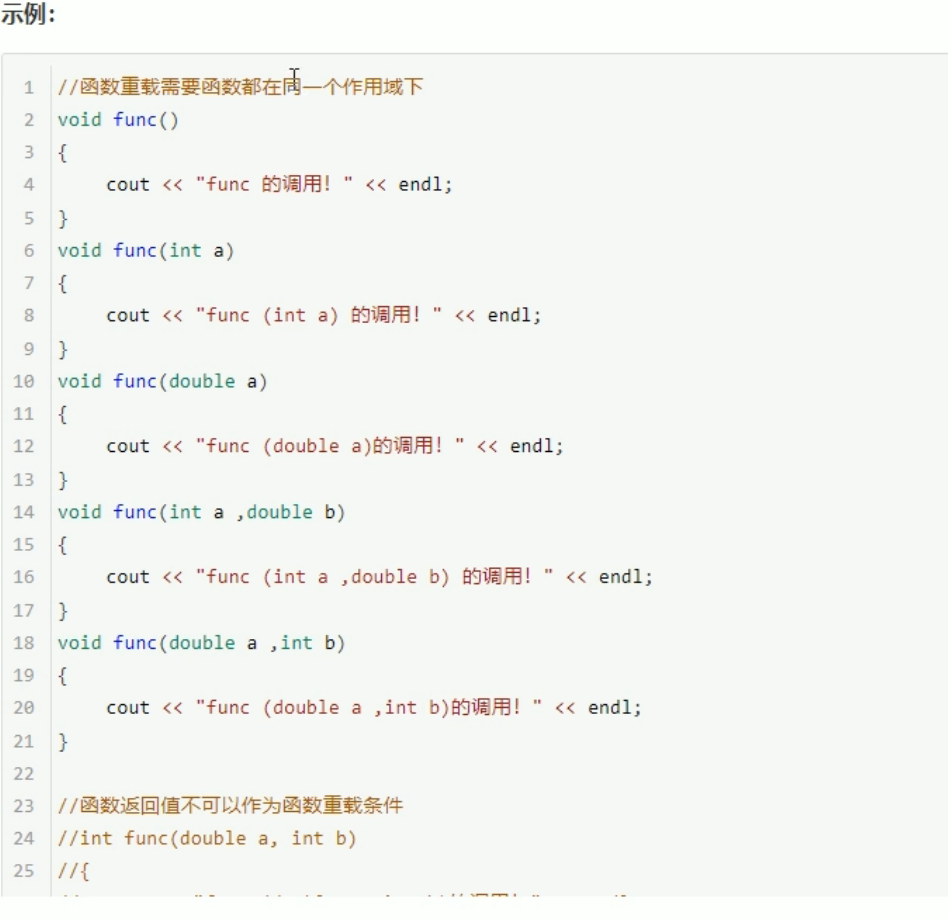 示例：
1 //函数重载需要函数都在同一个作用域下
2 void func()
3 {
4     cout << "func 的调用！" << endl;
5 }
6 void func(int a)
7 {
8     cout << "func (int a) 的调用！" << endl;
9 }
10 void func(double a)
11 {
12     cout << "func (double a)的调用！" << endl;
13 }
14 void func(int a ,double b)
15 {
16     cout << "func (int a ,double b) 的调用！" << endl;
17 }
18 void func(double a ,int b)
19 {
20     cout << "func (double a ,int b)的调用！" << endl;
21 }
22
23 //函数返回值不可以作为函数重载条件
24 //int func(double a, int b)
25 //{